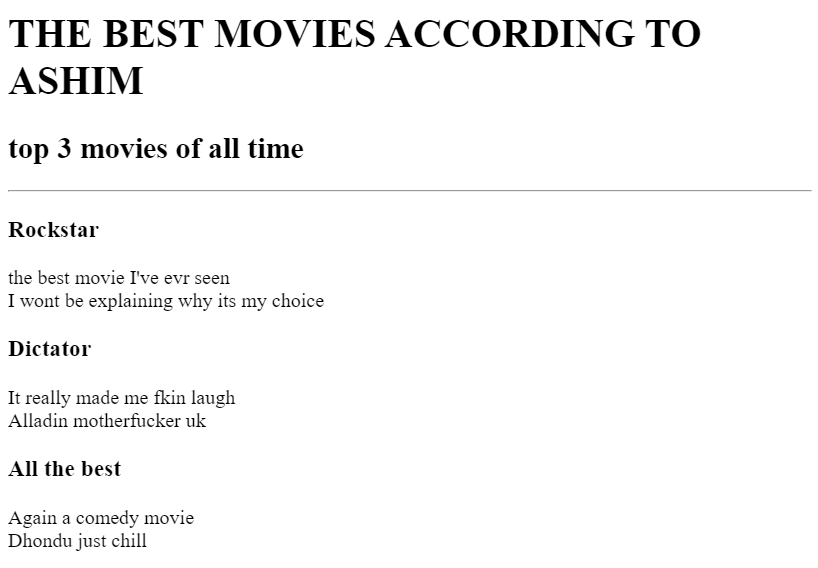 THE BEST MOVIES ACCORDING TO
ASHIM
top 3 movies of all time
Rockstar
the best movie I've evr seen
I wont be explaining why its my choice
Dictator
It really made me fkin laugh
Alladin motherfucker uk
All the best
Again a comedy movie
Dhondu just chill